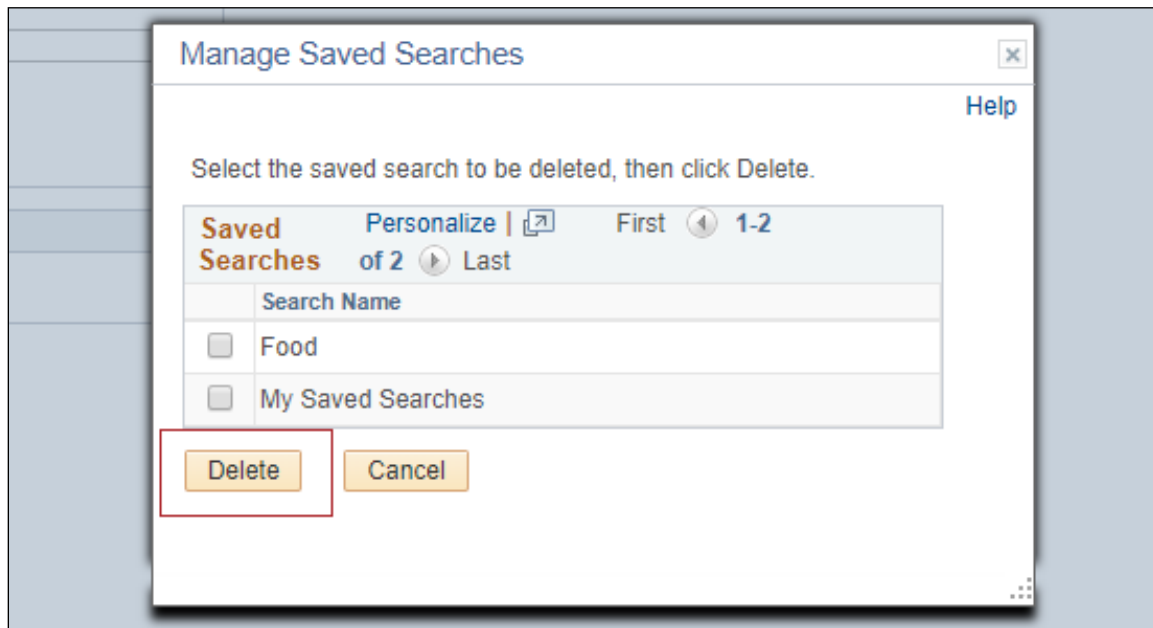 Manage Saved Searches
Help
Select the saved search to be deleted, then click Delete.
Saved Searches
Personalize | First 1-2 of 2 Last
Search Name
Food
My Saved Searches
Delete Cancel